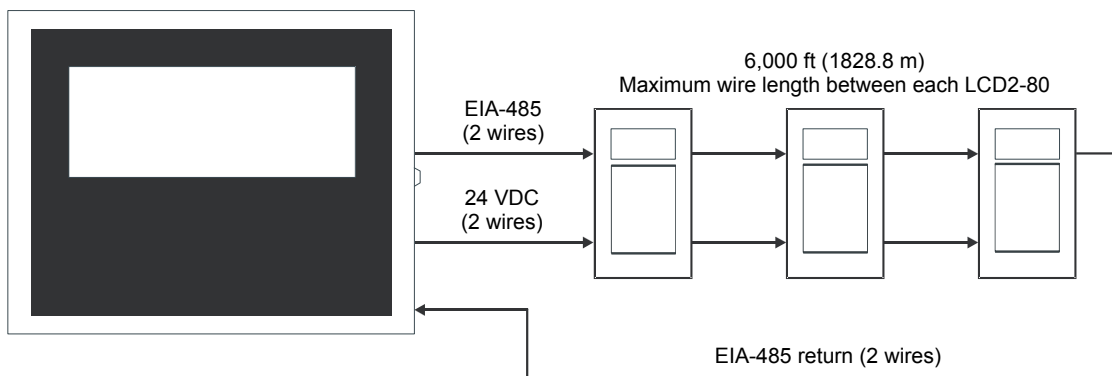 6,000 ft (1828.8 m)
Maximum wire length between each LCD2-80
EIA-485
(2 wires)
24 VDC
(2 wires)
EIA-485 return (2 wires)